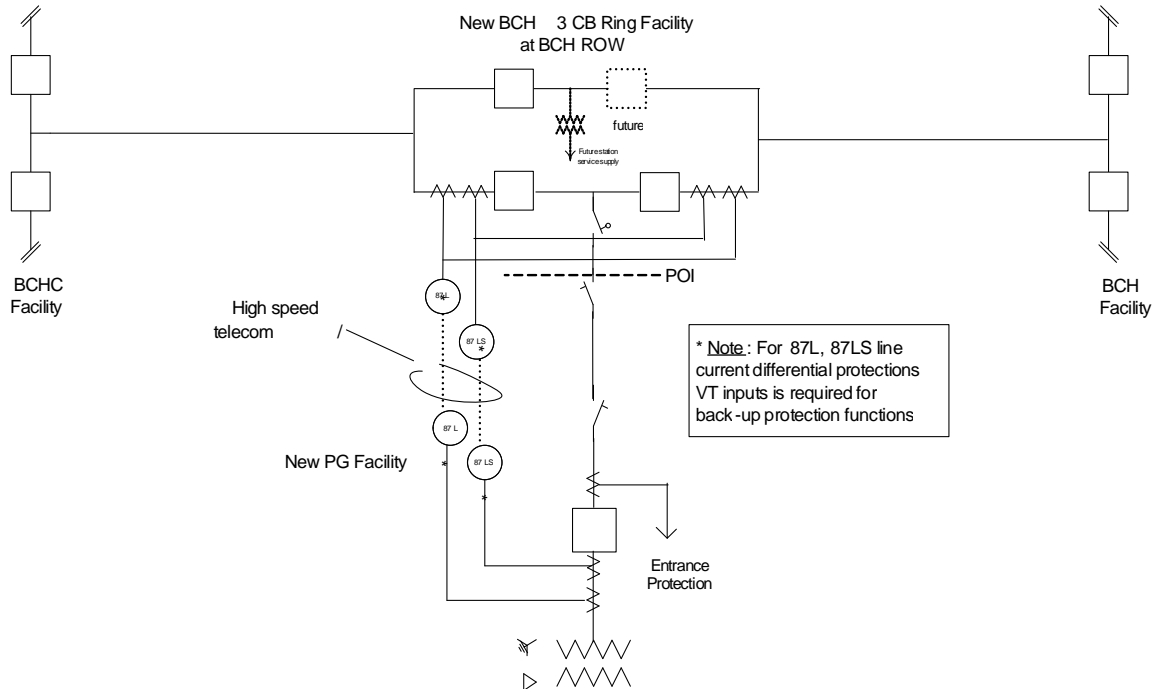 New BCH 3 CB Ring Facility
at BCH ROW
future
Future station
service supply
BCHC
Facility
BCH
Facility
POI
87 L
High speed
telecom
87 LS
*
* Note : For 87L, 87LS line
current differential protections
VT inputs is required for
back -up protection functions
87 L
New PG Facility
*
87 LS
*
Entrance
Protection